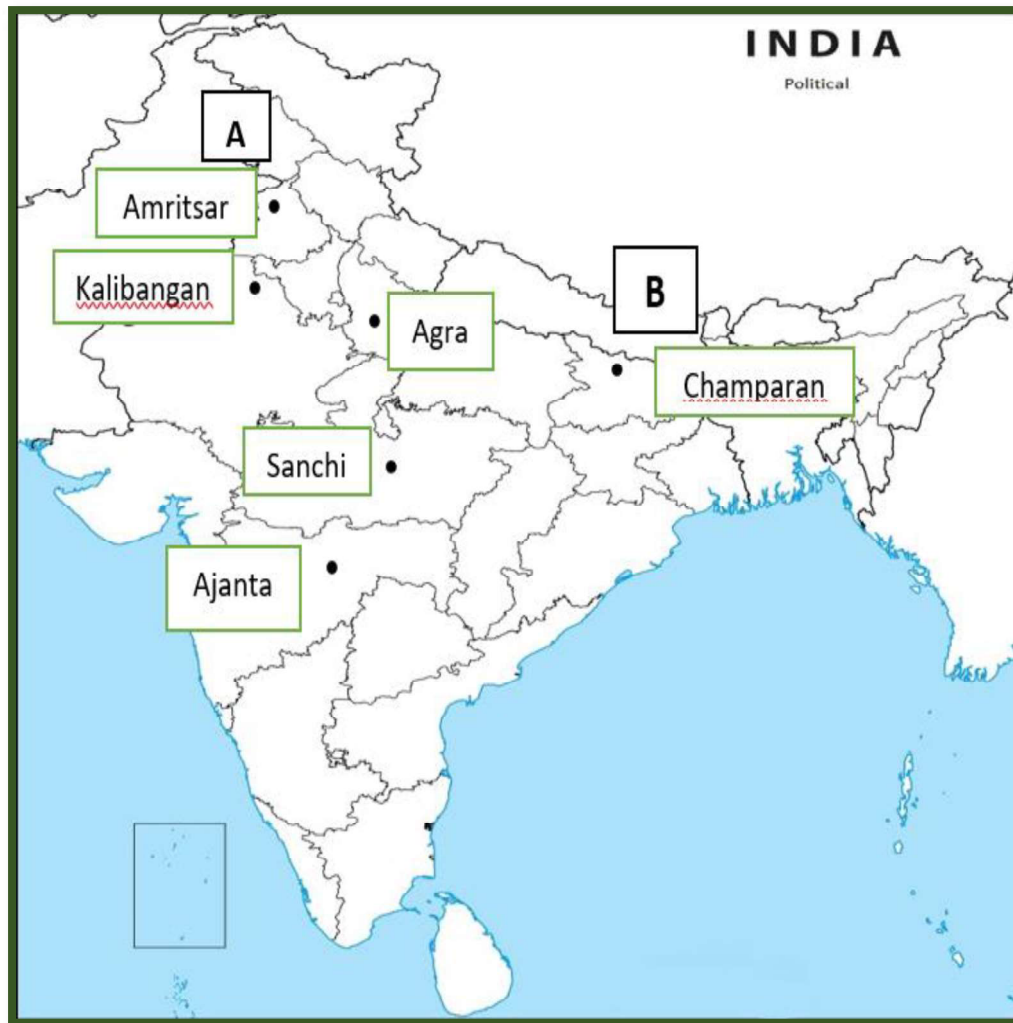 INDIA
Political
A
Amritsar
Kalibangan
B
Agra
Champaran
Sanchi
Ajanta